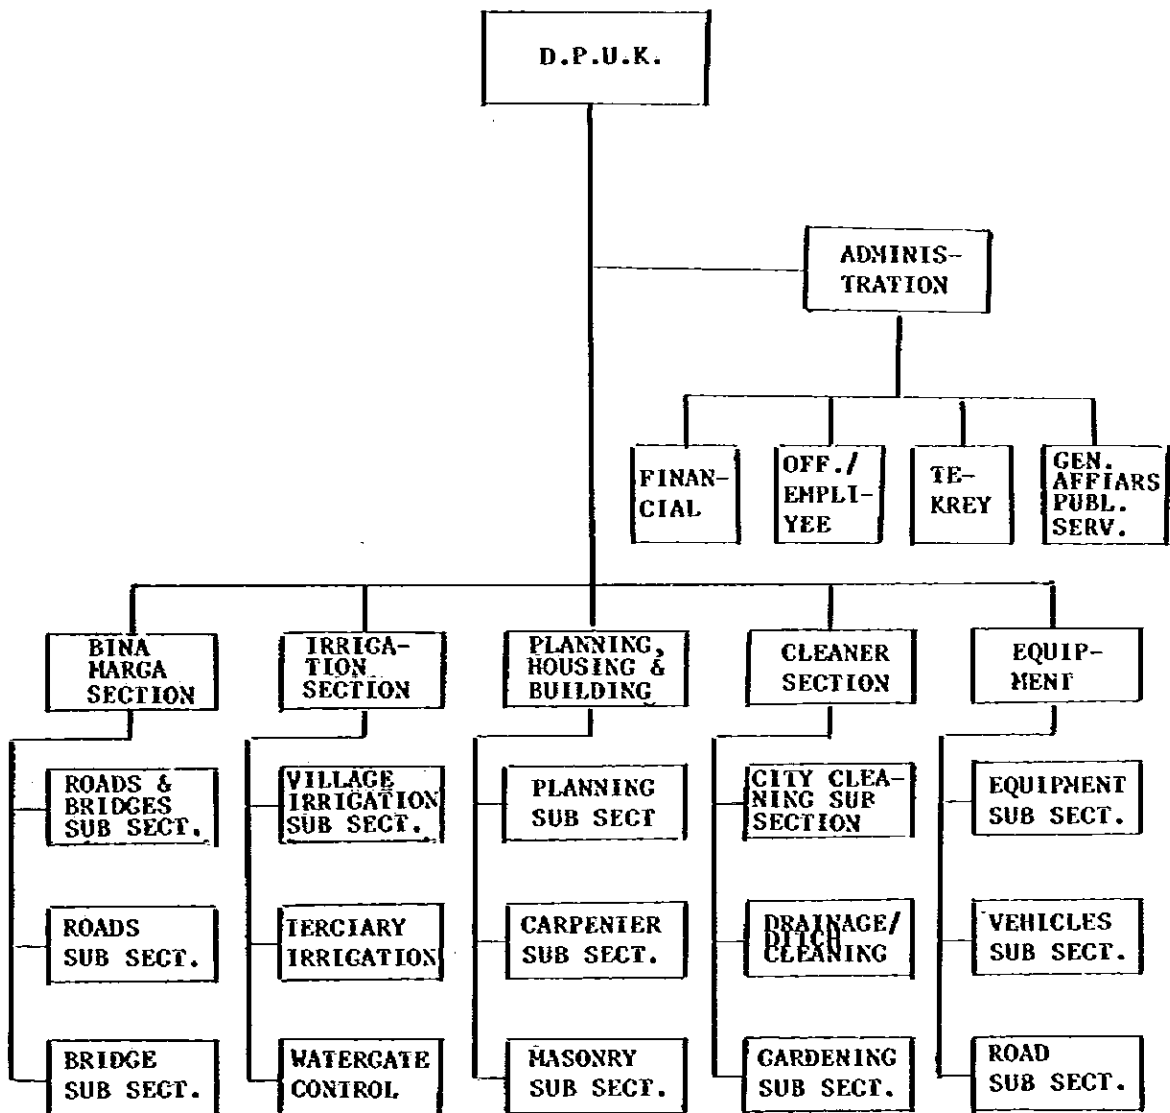 D.P.U.K.
ADMINIS-
TRATION
FINAN-
CIAL
OFF./
EMPLI-
YEE
TE-
KREY
GEN.
AFFIARS
PUBL.
SERV.
BINA
MARGA
SECTION
IRRIGA-
TION
SECTION
PLANNING,
HOUSING &
BUILDING
CLEANER
SECTION
EQUIP-
MENT
ROADS &
BRIDGES
SUB SECT.
VILLAGE
IRRIGATION
SUB SECT.
PLANNING
SUB SECT
CITY CLEA-
NING SUB
SECTION
EQUIPMENT
SUB SECT.
ROADS
SUB SECT.
TERCIARY
IRRIGATION
CARPENTER
SUB SECT.
DRAINAGE/
DITCH
CLEANING
VEHICLES
SUB SECT.
BRIDGE
SUB SECT.
WATERGATE
CONTROL
MASONRY
SUB SECT.
GARDENING
SUB SECT.
ROAD
SUB SECT.